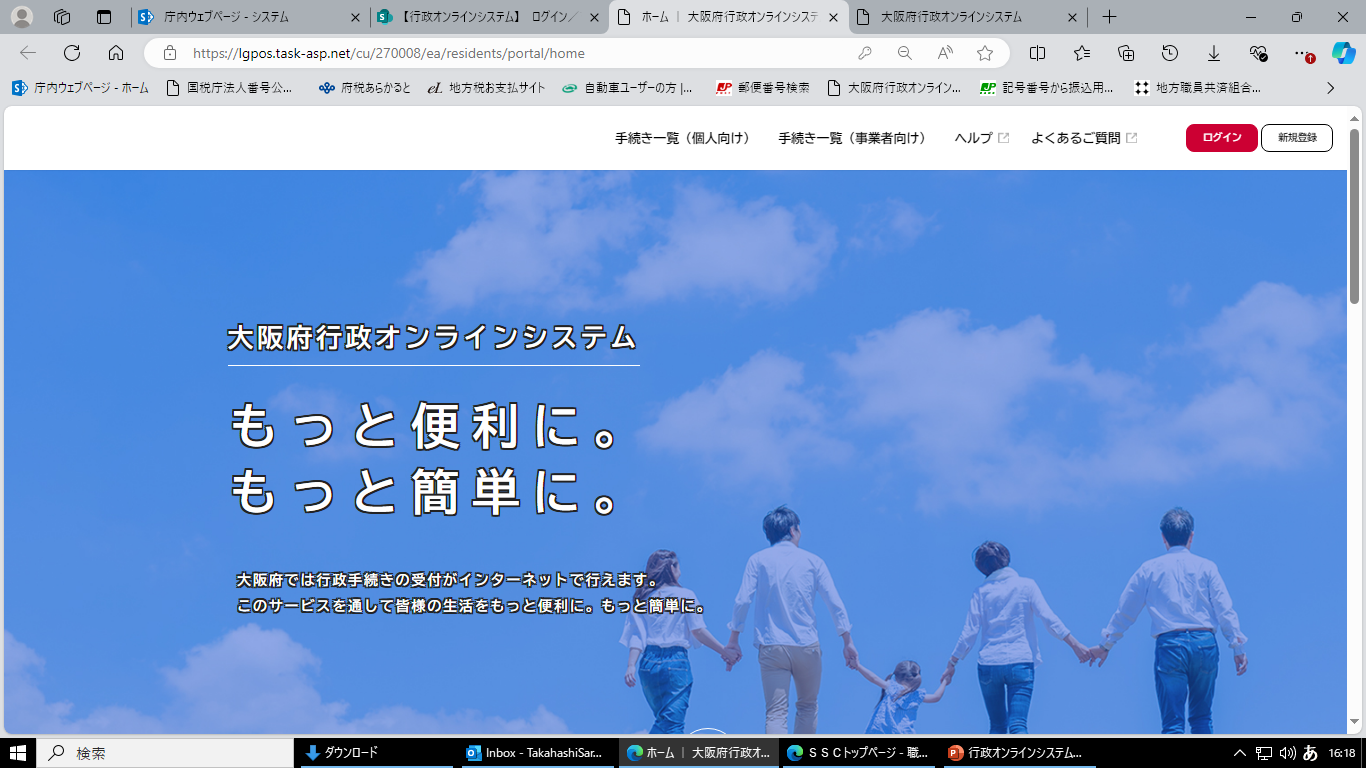 庁内ウェブページ - システム
【行政オンラインシステム】 ログイン／
ホーム ｜ 大阪府行政オンラインシステ
大阪府行政オンラインシステム
https://lgpos.task-asp.net/cu/270008/ea/residents/portal/home
庁内ウェブページ - ホーム
国税庁法人番号公...
府税あらかると
地方税お支払サイト
自動車ユーザーの方 |...
郵便番号検索
大阪府行政オンライン...
記号番号から振込用...
地方職員共済組合...
手続き一覧（個人向け）
手続き一覧（事業者向け）
ヘルプ
よくあるご質問
ログイン
新規登録
大阪府行政オンラインシステム
もっと便利に。
もっと簡単に。
大阪府では行政手続きの受付がインターネットで行えます。
このサービスを通して皆様の生活をもっと便利に。もっと簡単に。
検索
ダウンロード
Inbox - TakahashiSar...
ホーム ｜ 大阪府行政オ...
ＳＳＣトップページ - 職...
行政オンラインシステム...
あ
16:18